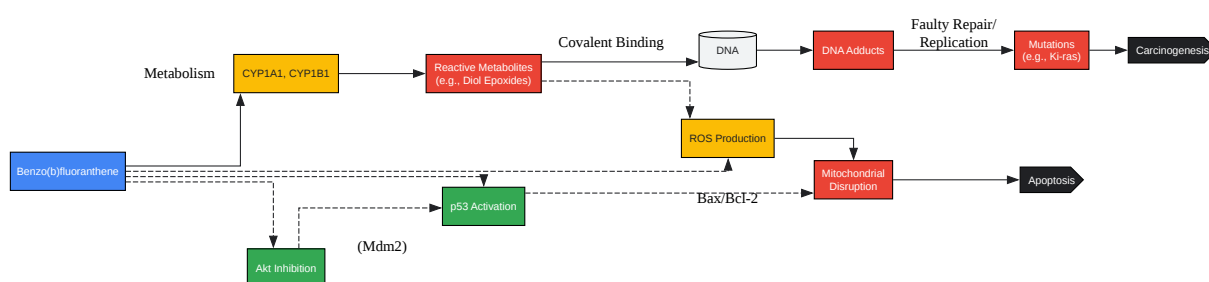 Faulty Repair/
Replication
Covalent Binding
Metabolism
CYP1A1, CYP1B1
Reactive Metabolites
(e.g., Diol Epoxides)
DNA
DNA Adducts
Mutations
(e.g., Ki-ras)
Carcinogenesis
ROS Production
Benzo(b)fluoranthene
Mitochondrial
Disruption
Apoptosis
p53 Activation
Bax/Bcl-2
(Mdm2)
Akt Inhibition